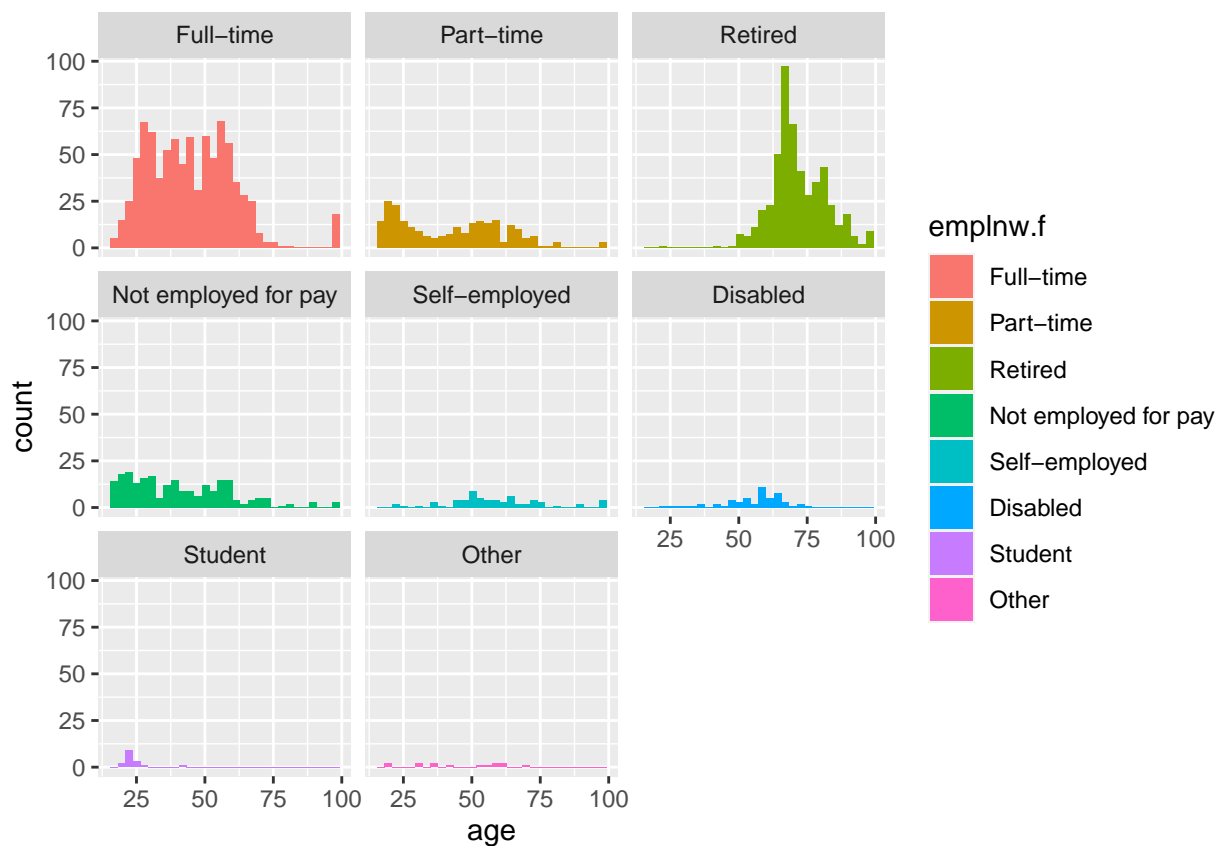 Full−time Part−time Retired
100
75
50
25
0
Not employed for pay Self−employed Disabled
100
75
50
25
0
25 50 75 100
Student Other
100
75
50
25
0
25 50 75 100 25 50 75 100
age
count
emplnw.f
Full−time
Part−time
Retired
Not employed for pay
Self−employed
Disabled
Student
Other